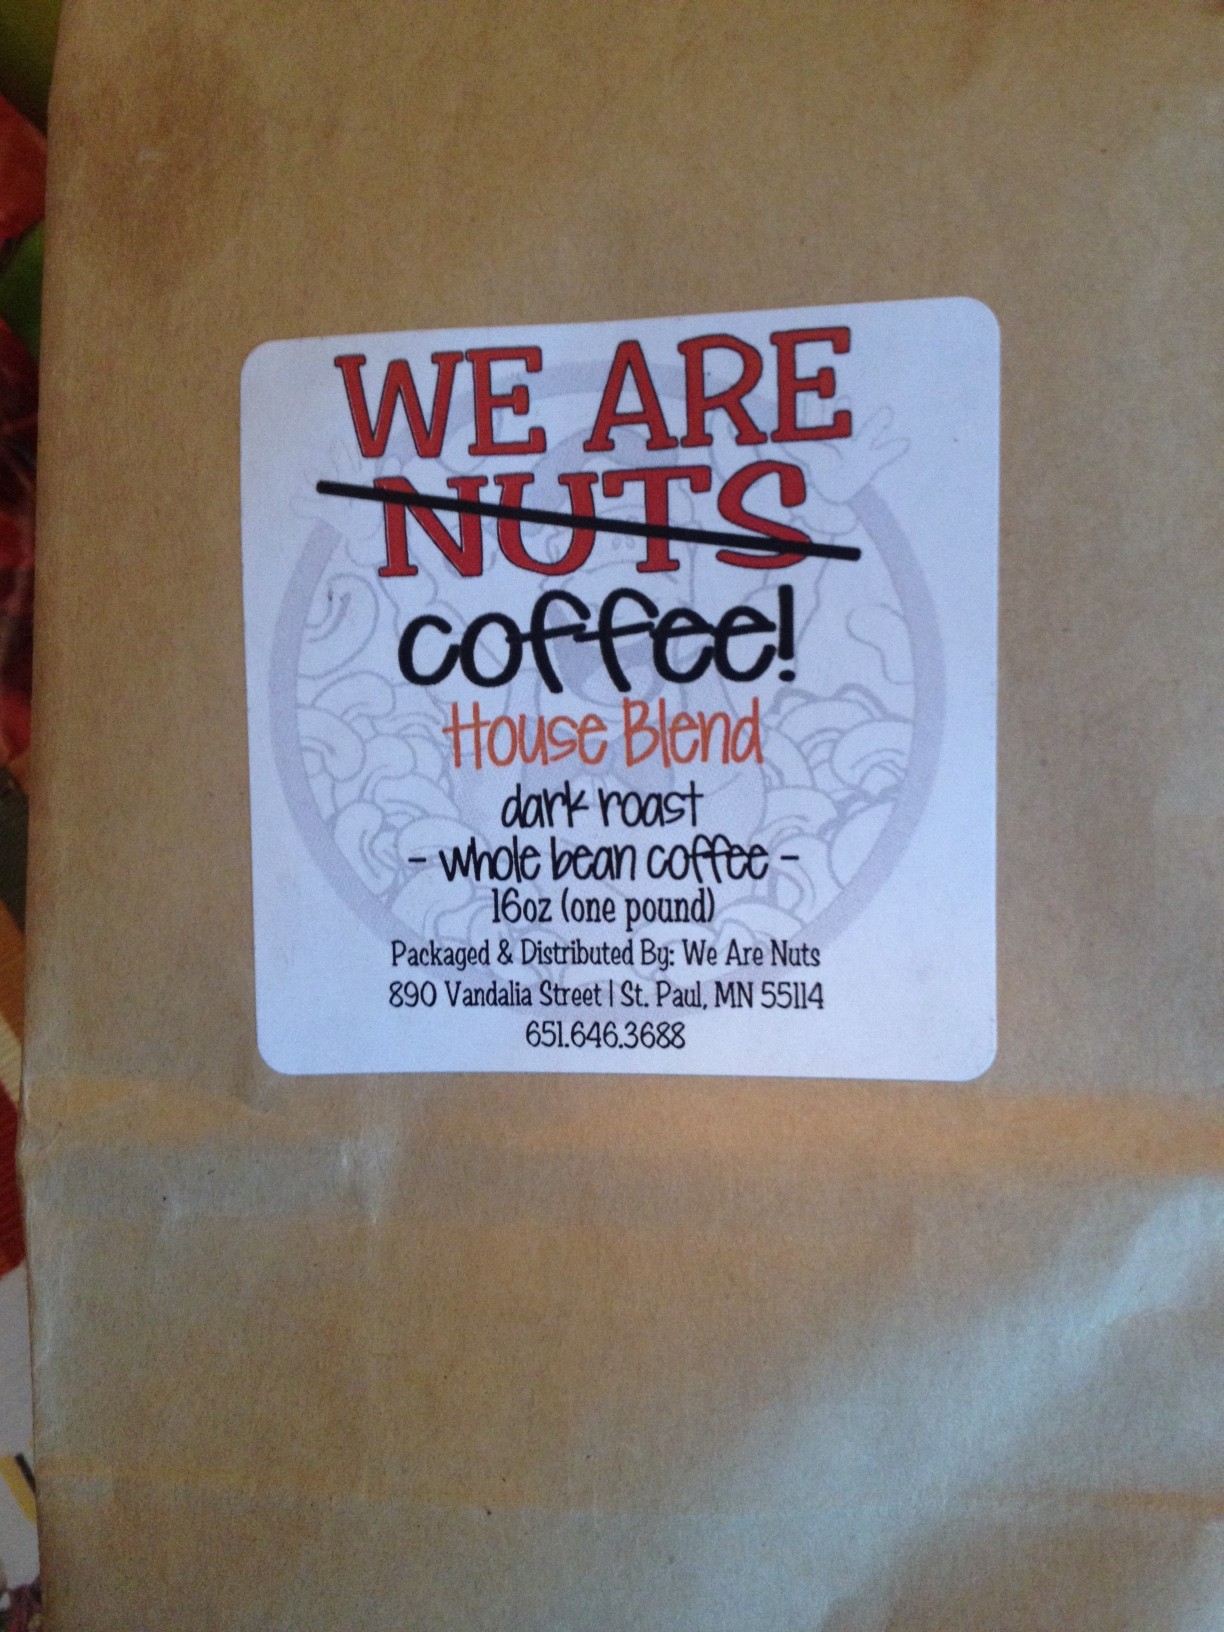 WE ARE
NUTS
coffee!
House Blend
dark roast
- whole bean coffee -
16oz (one pound)
Packaged & Distributed By: We Are Nuts
890 Vandalia Street | St. Paul, MN 55114
651.646.3688